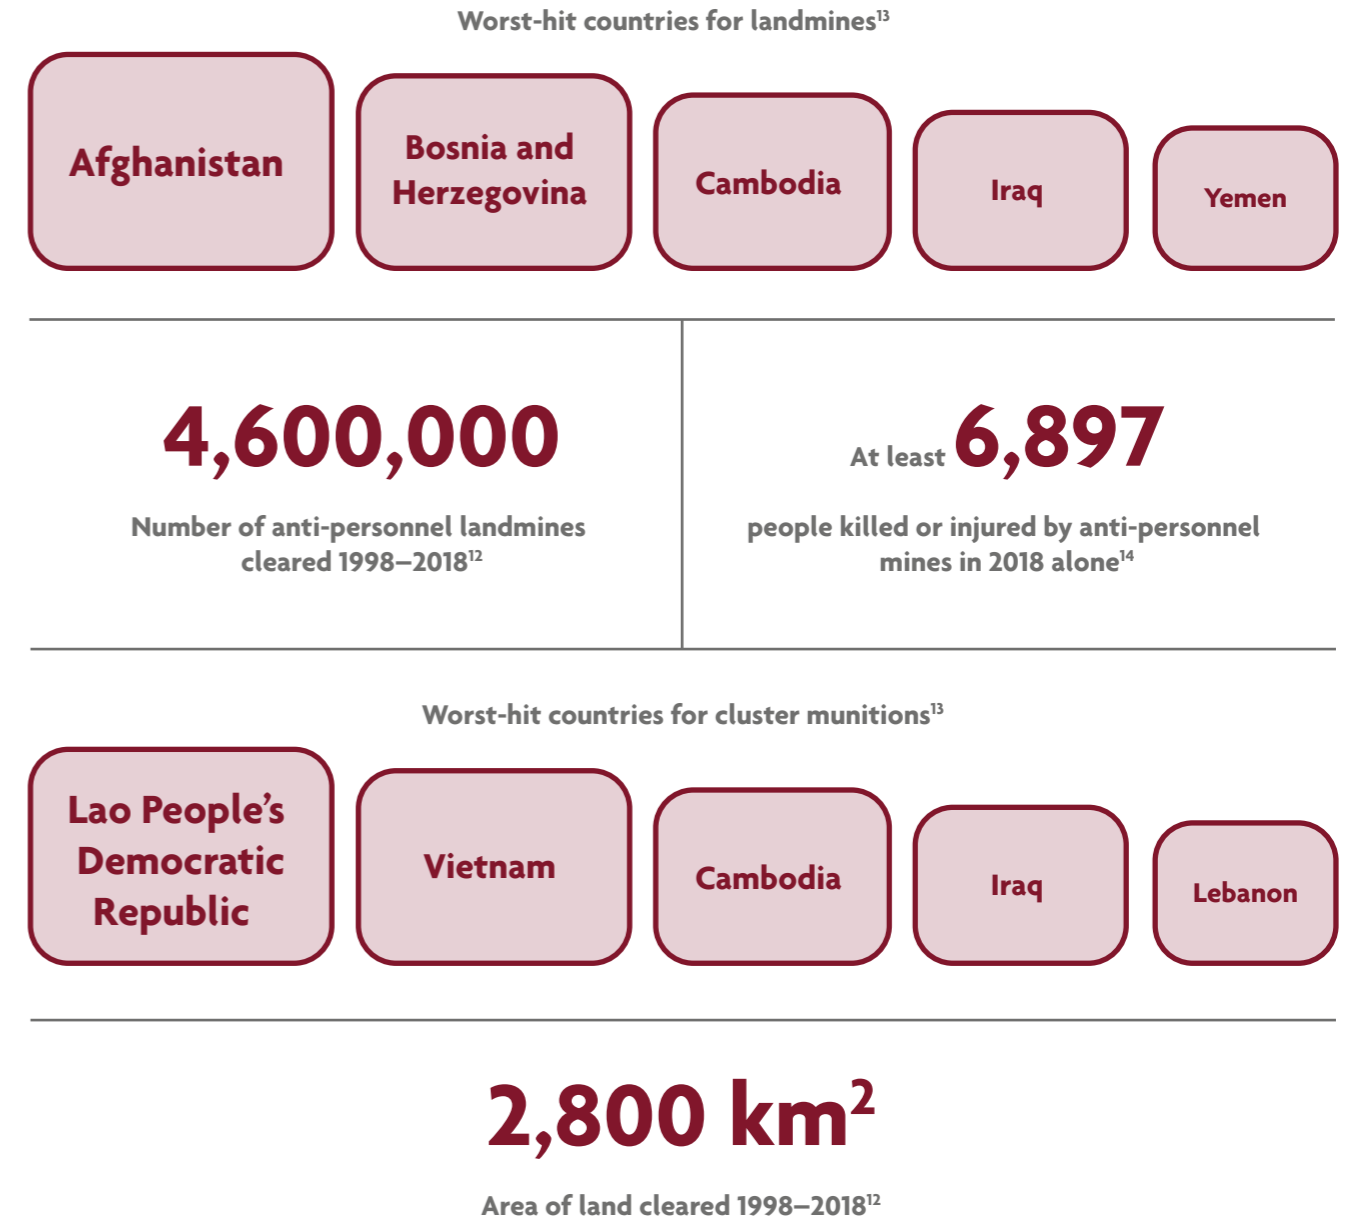 Worst-hit countries for landmines¹³
Afghanistan
Bosnia and
Herzegovina
Cambodia
Iraq
Yemen
4,600,000
Number of anti-personnel landmines
cleared 1998–2018¹²
At least 6,897
people killed or injured by anti-personnel
mines in 2018 alone¹⁴
Worst-hit countries for cluster munitions¹³
Lao People’s
Democratic
Republic
Vietnam
Cambodia
Iraq
Lebanon
2,800 km²
Area of land cleared 1998–2018¹²